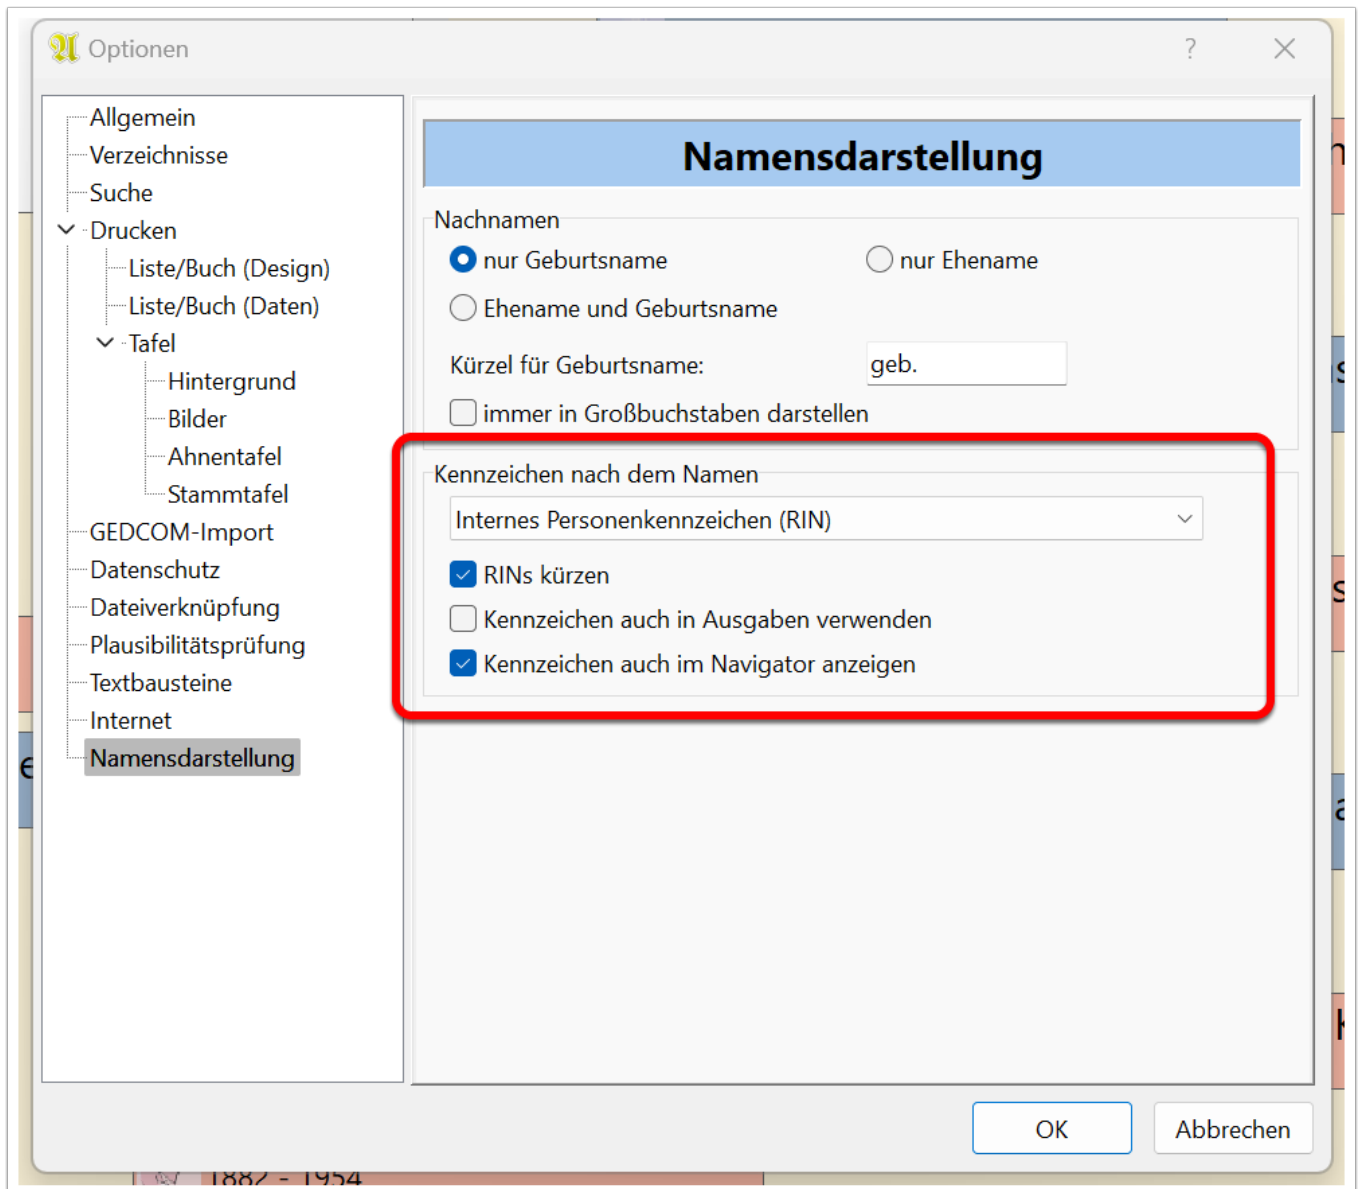 Optionen
?
Allgemein
Verzeichnisse
Suche
Drucken
Liste/Buch (Design)
Liste/Buch (Daten)
Tafel
Hintergrund
Bilder
Ahnentafel
Stammtafel
GEDCOM-Import
Datenschutz
Dateiverknüpfung
Plausibilitätsprüfung
Textbausteine
Internet
Namensdarstellung
Namensdarstellung
Nachnamen
nur Geburtsname
nur Ehename
Ehename und Geburtsname
Kürzel für Geburtsname: geb.
immer in Großbuchstaben darstellen
Kennzeichen nach dem Namen
Internes Personenkennzeichen (RIN)
RINs kürzen
Kennzeichen auch in Ausgaben verwenden
Kennzeichen auch im Navigator anzeigen
OK
Abbrechen
1882 - 1954